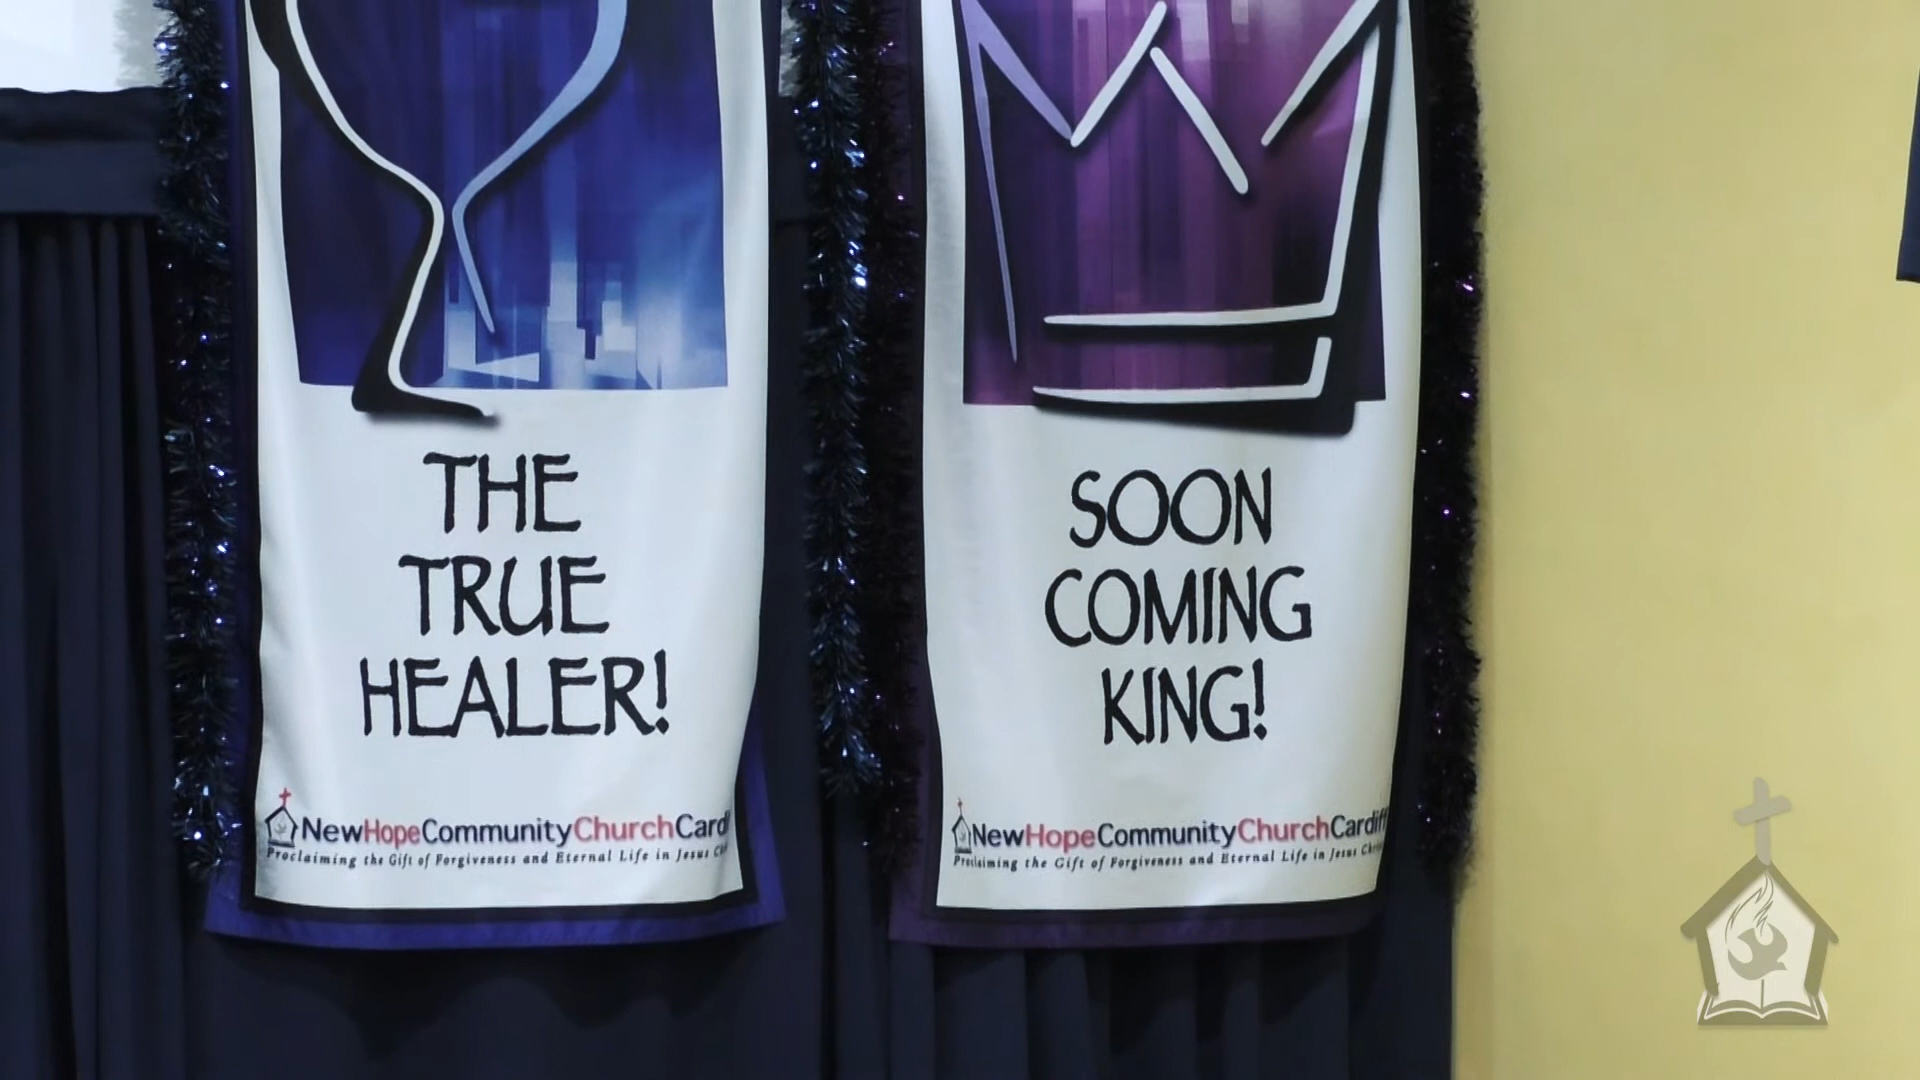 THE
TRUE
HEALER!
NewHopeCommunityChurchCard
Proclaiming the Gift of Forgiveness and Eternal Life in Jesus
SOON
COMING
KING!
NewHopeCommunityChurchCardiff
Proclaiming the Gift of Forgiveness and Eternal Life in Jesus